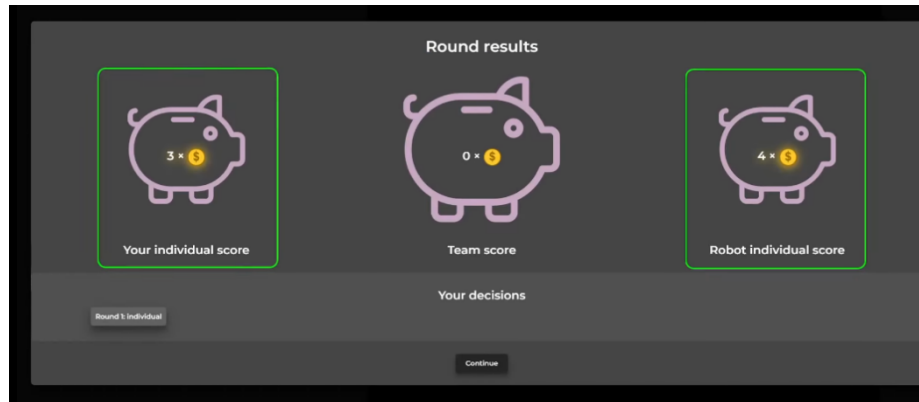 Round results
3 × $
0 × $
4 × $
Your individual score
Team score
Robot individual score
Your decisions
Round 1: individual
Continue